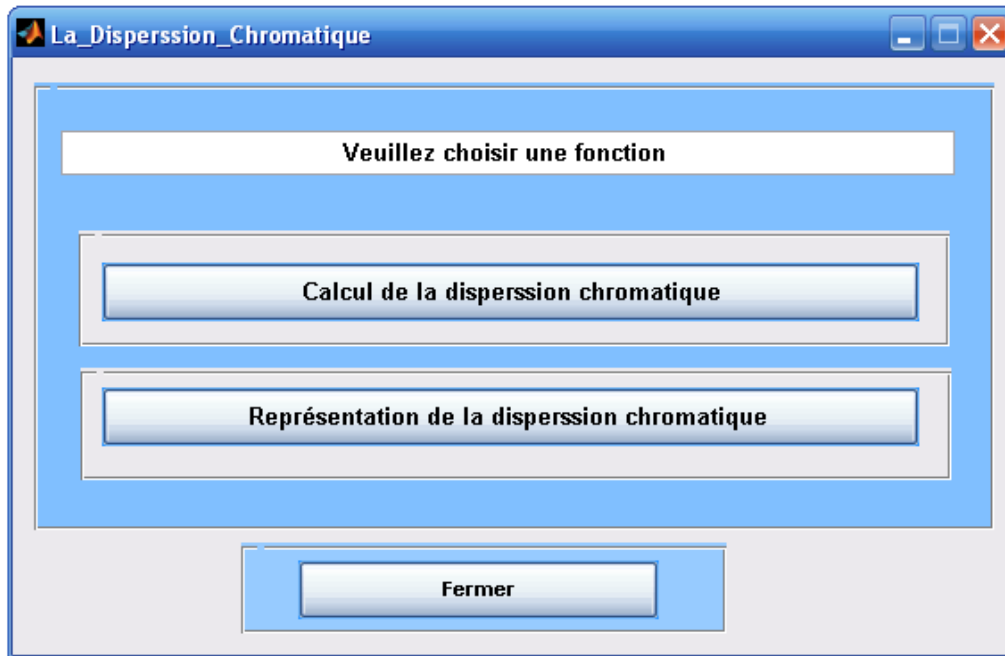 La_Disperssion_Chromatique
Veuillez choisir une fonction
Calcul de la disperssion chromatique
Représentation de la disperssion chromatique
Fermer